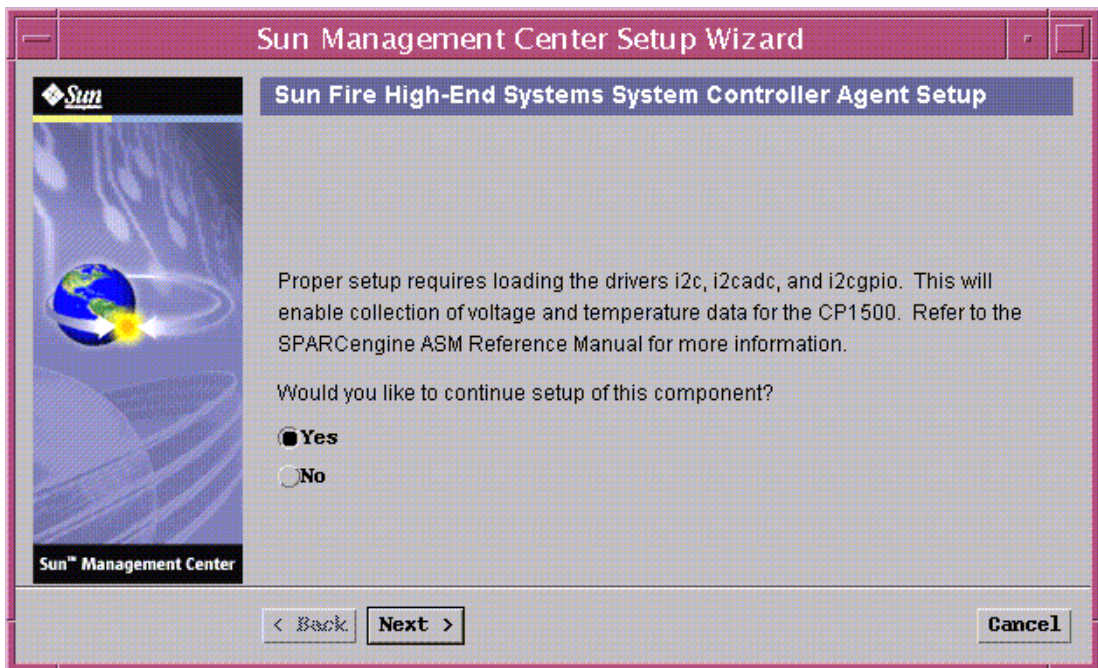 Sun Management Center Setup Wizard
Sun
Sun Fire High-End Systems System Controller Agent Setup
Proper setup requires loading the drivers i2c, i2cadc, and i2cgpio. This will
enable collection of voltage and temperature data for the CP1500. Refer to the
SPARCengine ASM Reference Manual for more information.
Would you like to continue setup of this component?
Yes
No
Sun™ Management Center
< Back
Next >
Cancel